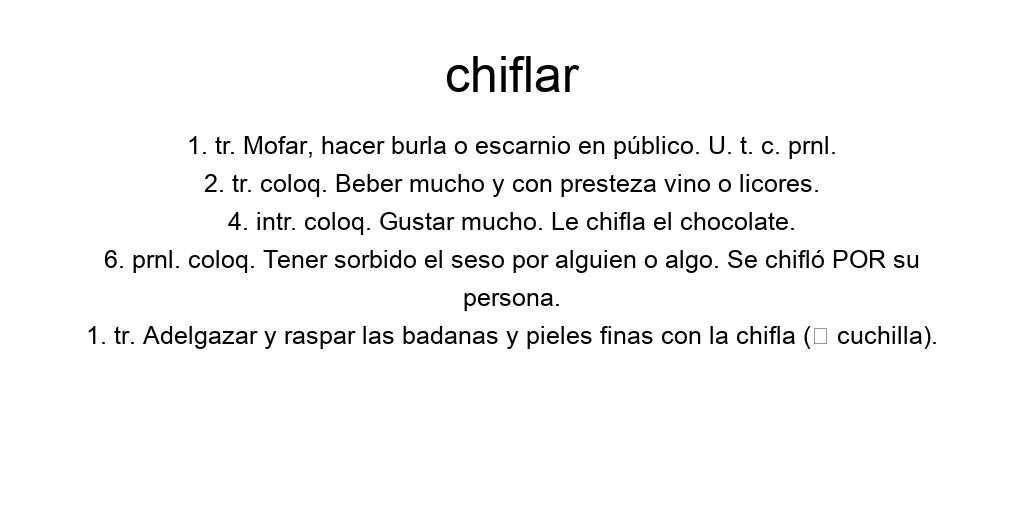 chiflar
1. tr. Mofar, hacer burla o escarnio en público. U. t. c. prnl.
2. tr. coloq. Beber mucho y con presteza vino o licores.
4. intr. coloq. Gustar mucho. Le chifla el chocolate.
6. prnl. coloq. Tener sorbido el seso por alguien o algo. Se chifló POR su
persona.
1. tr. Adelgazar y raspar las badanas y pieles finas con la chifla (□ cuchilla).